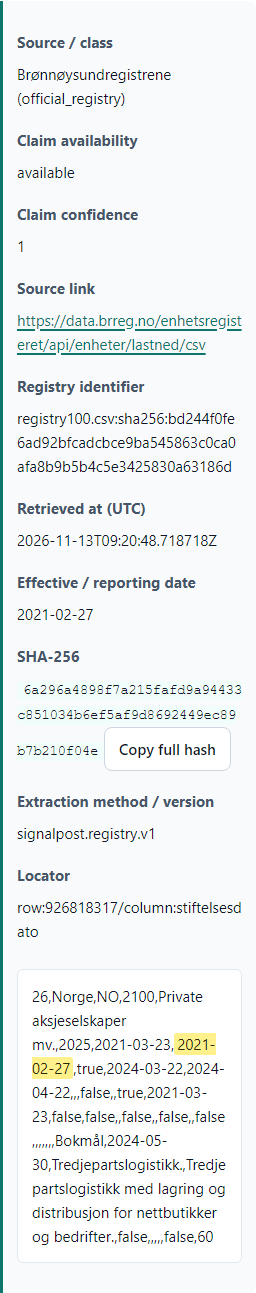 Source / class
Brønnøysundregistrene
(official_registry)
Claim availability
available
Claim confidence
1
Source link
https://data.brreg.no/enhetsregist
eret/api/enheter/lastned/csv
Registry identifier
registry100.csv:sha256:bd244f0fe
6ad92bfcadcbce9ba545863c0ca0
afa8b9b5b4c5e3425830a63186d
Retrieved at (UTC)
2026-11-13T09:20:48.718718Z
Effective / reporting date
2021-02-27
SHA-256
6a296a4898f7a215fafd9a94433
c851034b6ef5af9d8692449ec89
b7b210f04e Copy full hash
Extraction method / version
signalpost.registry.v1
Locator
row:926818317/column:stiftelsesd
ato
26,Norge,NO,2100,Private
aksjeselskaper
mv.,2025,2021-03-23,2021-
02-27,true,2024-03-22,2024-
04-22,,,false,,true,2021-03-
23,false,false,,false,,false,,false
,,,,,,,Bokmål,2024-05-
30,Tredjepartslogistikk.,Tredje
partslogistikk med lagring og
distribusjon for nettbutikker
og bedrifter.,false,,,,,false,60